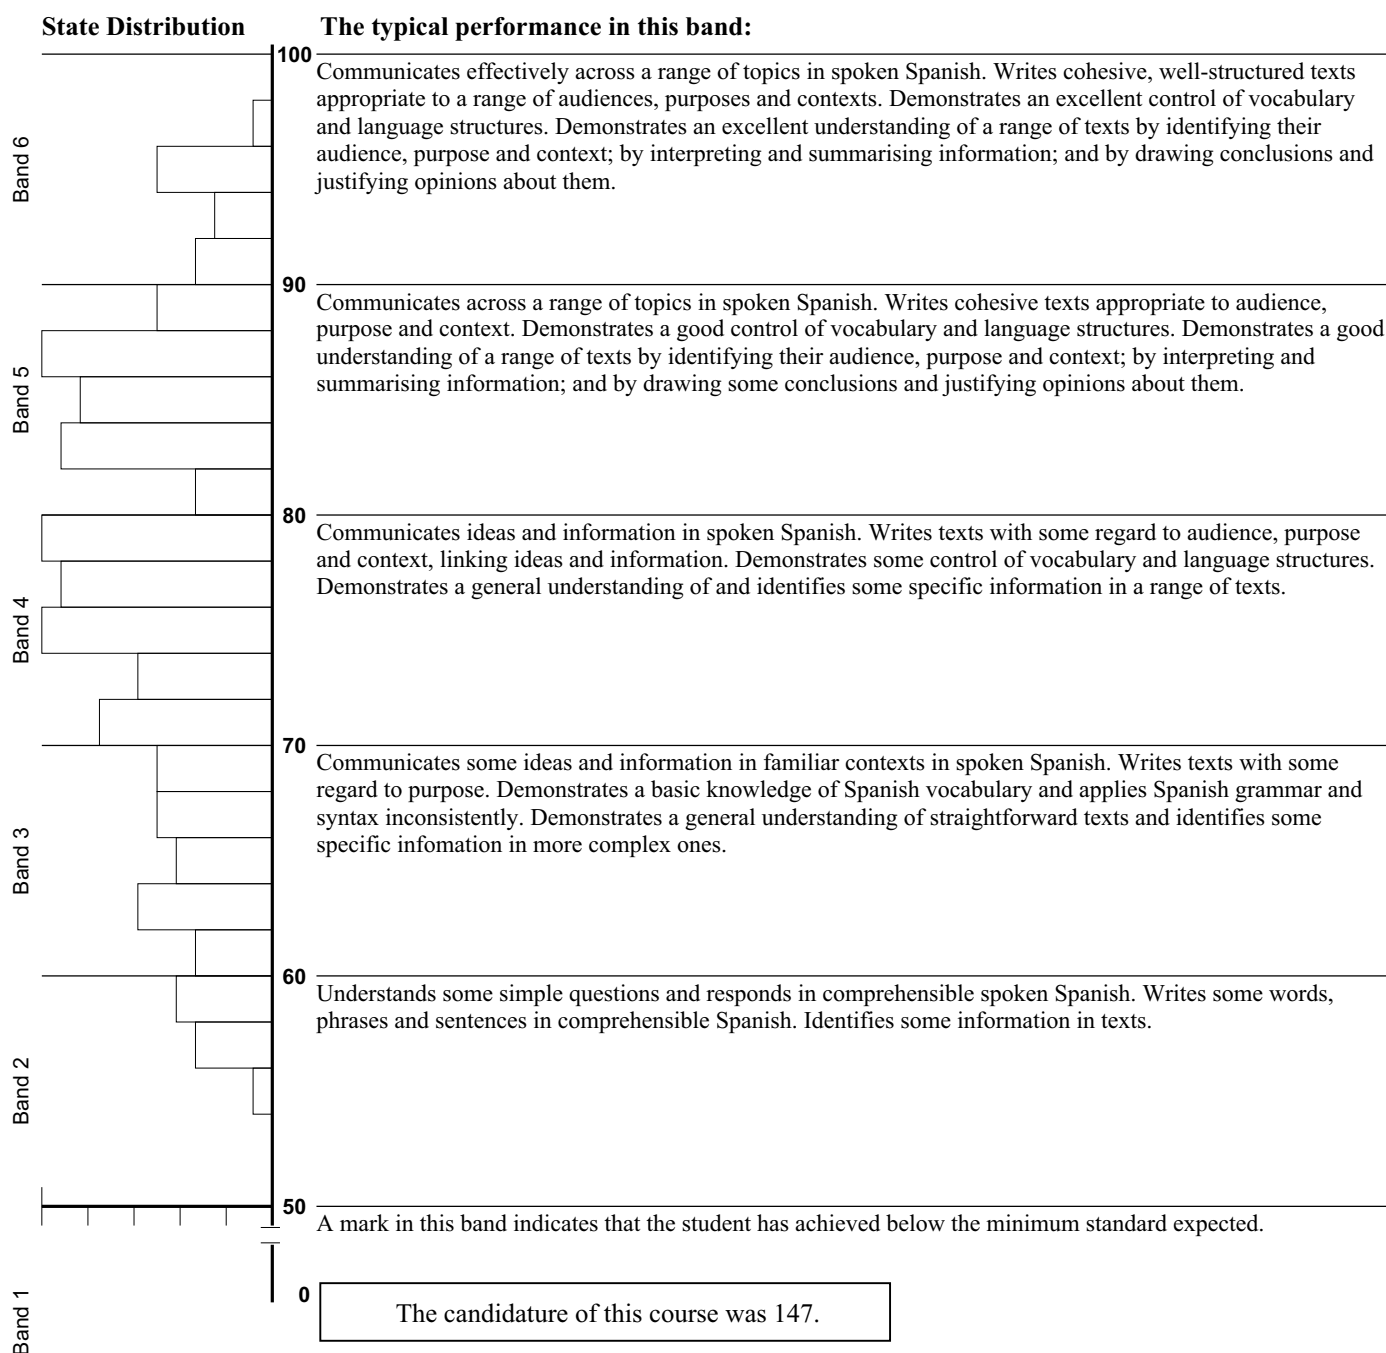 State Distribution
The typical performance in this band:
100
Communicates effectively across a range of topics in spoken Spanish. Writes cohesive, well-structured texts
appropriate to a range of audiences, purposes and contexts. Demonstrates an excellent control of vocabulary
and language structures. Demonstrates an excellent understanding of a range of texts by identifying their
audience, purpose and context; by interpreting and summarising information; and by drawing conclusions and
justifying opinions about them.
Band 6
90
Communicates across a range of topics in spoken Spanish. Writes cohesive texts appropriate to audience,
purpose and context. Demonstrates a good control of vocabulary and language structures. Demonstrates a good
understanding of a range of texts by identifying their audience, purpose and context; by interpreting and
summarising information; and by drawing some conclusions and justifying opinions about them.
Band 5
80
Communicates ideas and information in spoken Spanish. Writes texts with some regard to audience, purpose
and context, linking ideas and information. Demonstrates some control of vocabulary and language structures.
Demonstrates a general understanding of and identifies some specific information in a range of texts.
Band 4
70
Communicates some ideas and information in familiar contexts in spoken Spanish. Writes texts with some
regard to purpose. Demonstrates a basic knowledge of Spanish vocabulary and applies Spanish grammar and
syntax inconsistently. Demonstrates a general understanding of straightforward texts and identifies some
specific infomation in more complex ones.
Band 3
60
Understands some simple questions and responds in comprehensible spoken Spanish. Writes some words,
phrases and sentences in comprehensible Spanish. Identifies some information in texts.
Band 2
50
A mark in this band indicates that the student has achieved below the minimum standard expected.
0
Band 1
The candidature of this course was 147.